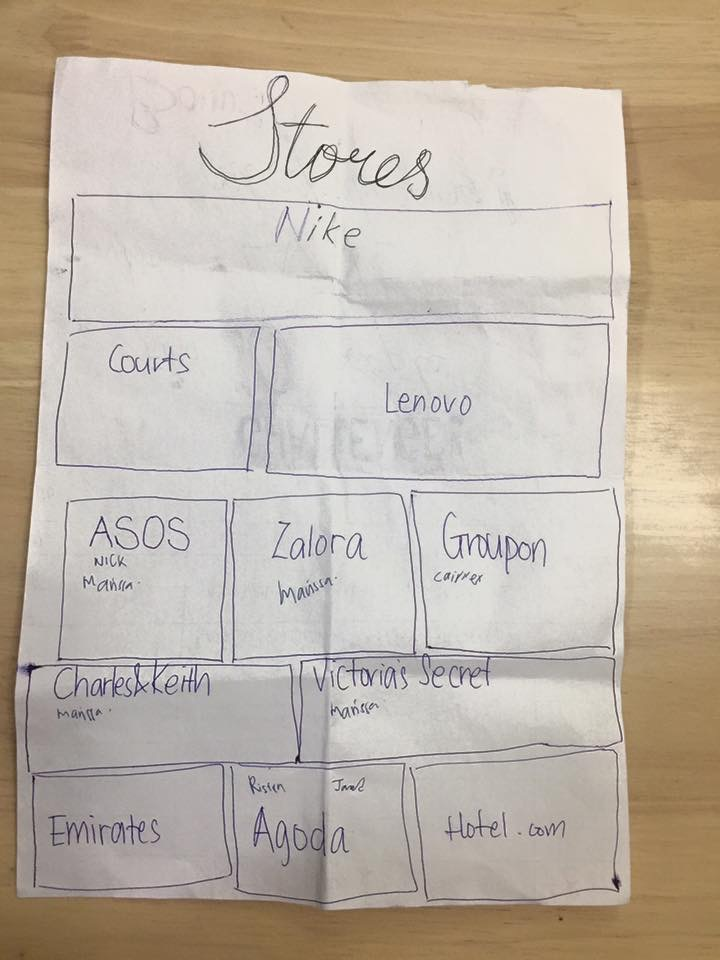 Stores
Nike
Courts
Lenovo
ASOS
NICK
Marissa.
Zalora
Marissa.
Groupon
Charles&Keith
Marissa.
Victoria's Secret
Marissa
Emirates
Agoda
Hotel.com